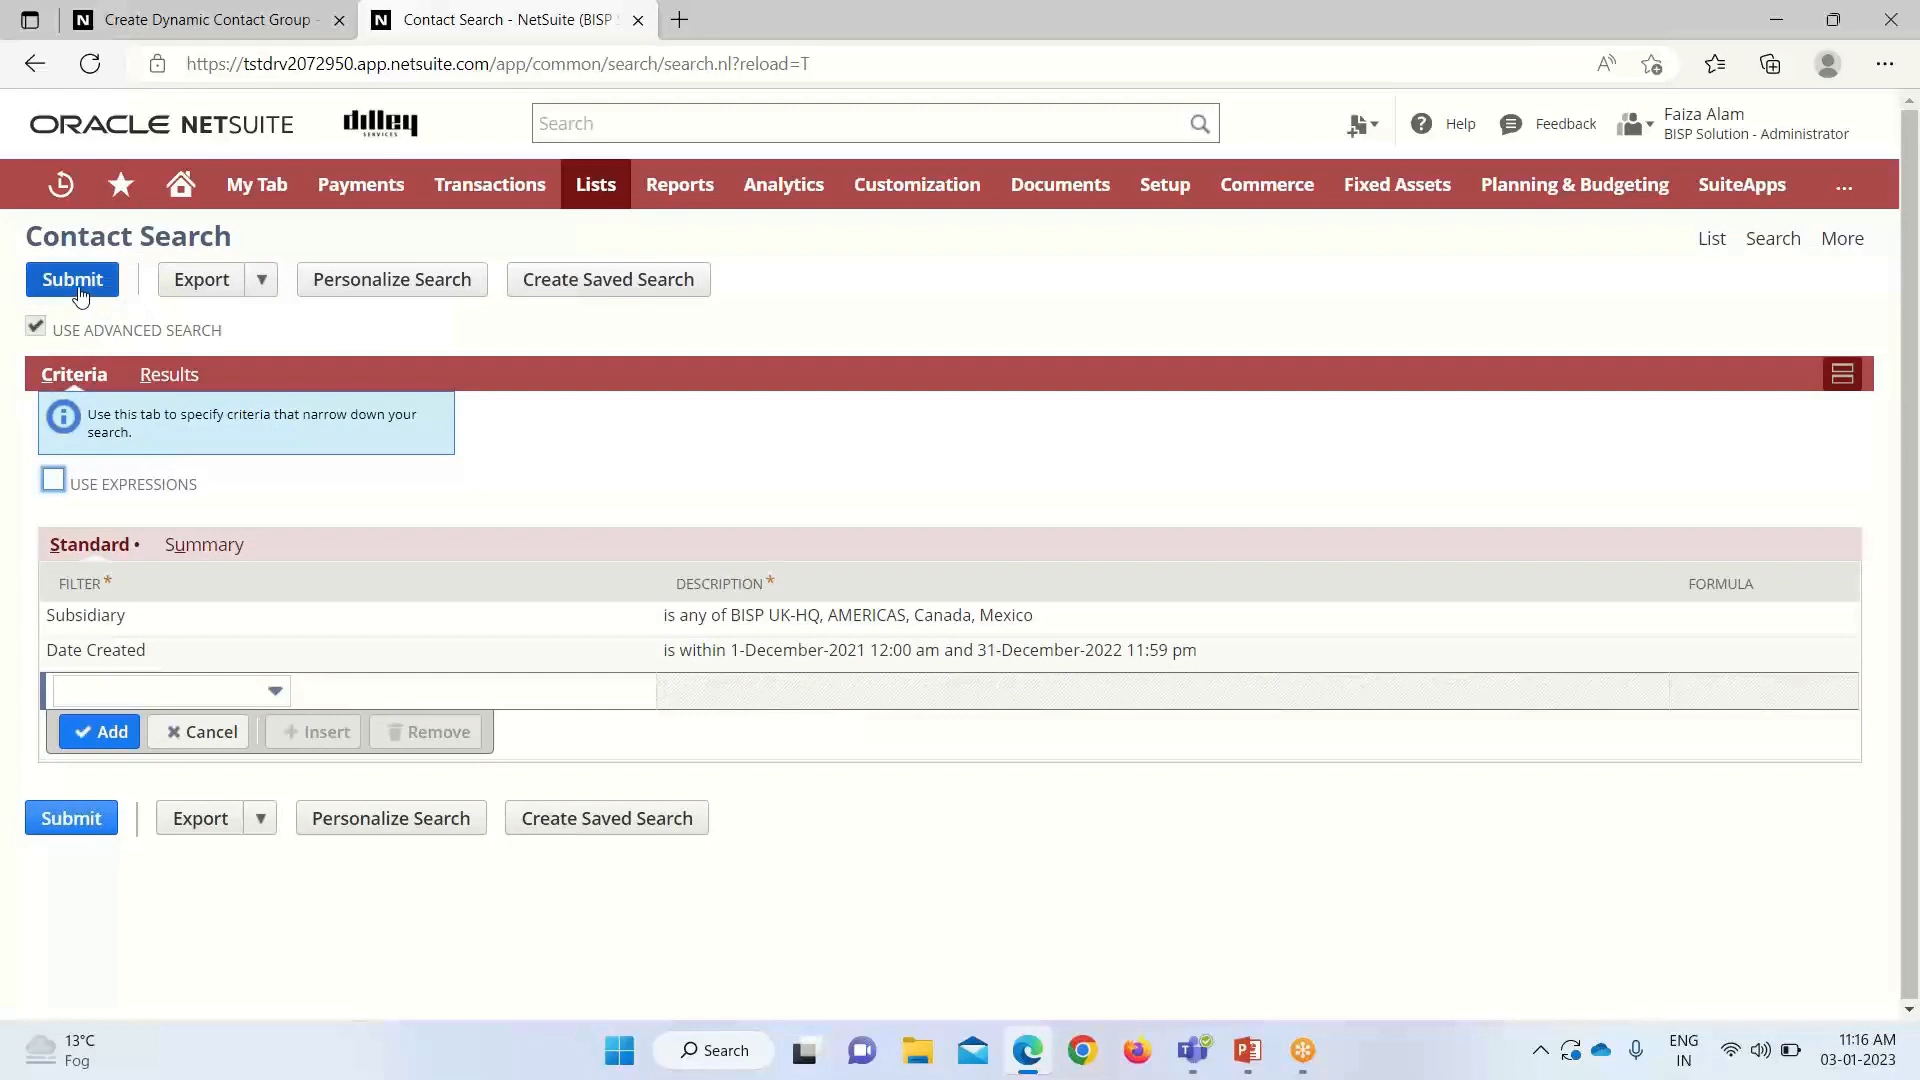 Create Dynamic Contact Group -
Contact Search - NetSuite (BISP S
https://tstdrv2072950.app.netsuite.com/app/common/search/search.nl?reload=T
ORACLE NETSUITE
dilley
SERVICES
Search
Help
Feedback
Faiza Alam
BISP Solution - Administrator
My Tab
Payments
Transactions
Lists
Reports
Analytics
Customization
Documents
Setup
Commerce
Fixed Assets
Planning & Budgeting
SuiteApps
...
Contact Search
List
Search
More
Submit
Export
Personalize Search
Create Saved Search
USE ADVANCED SEARCH
Criteria
Results
Use this tab to specify criteria that narrow down your
search.
USE EXPRESSIONS
Standard •
Summary
FILTER *
DESCRIPTION *
FORMULA
Subsidiary
is any of BISP UK-HQ, AMERICAS, Canada, Mexico
Date Created
is within 1-December-2021 12:00 am and 31-December-2022 11:59 pm
Add
Cancel
Insert
Remove
Submit
Export
Personalize Search
Create Saved Search
13°C
Fog
Search
ENG
IN
11:16 AM
03-01-2023